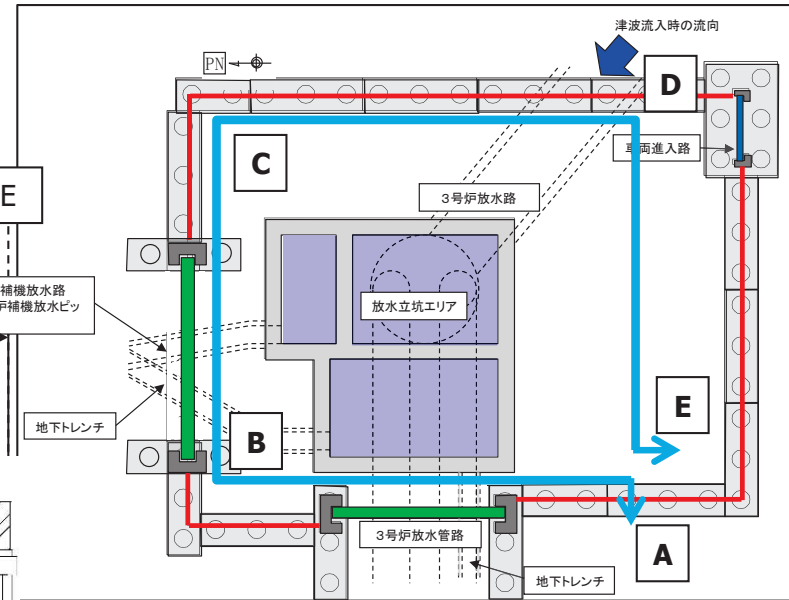 津波流入時の流向
PN
D
車両進入路
C
E
3号炉放水路
補機放水路
炉補機放水ピッ
放水立坑エリア
地下トレンチ
B
E
3号炉放水管路
A
地下トレンチ